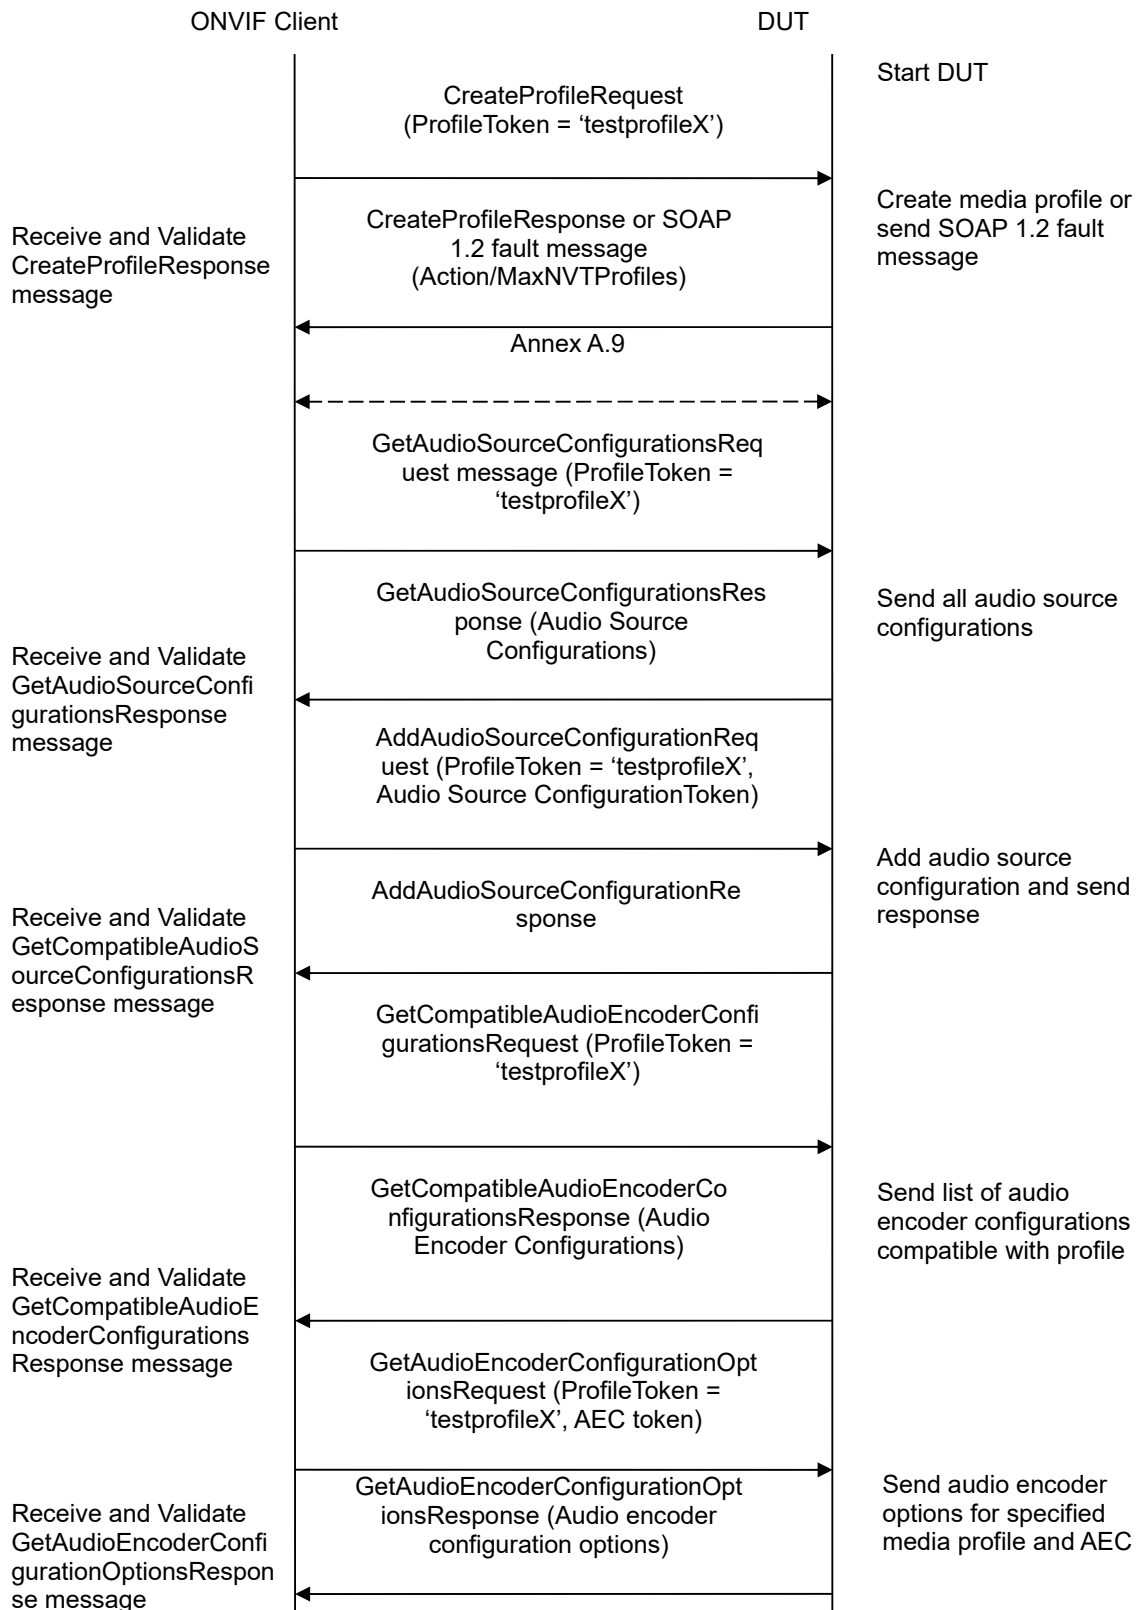 ONVIF Client
DUT
Start DUT
CreateProfileRequest
(ProfileToken = ‘testprofileX’)
Create media profile or
send SOAP 1.2 fault
message
CreateProfileResponse or SOAP
1.2 fault message
(Action/MaxNVTProfiles)
Receive and Validate
CreateProfileResponse
message
Annex A.9
GetAudioSourceConfigurationsReq
uest message (ProfileToken =
‘testprofileX’)
GetAudioSourceConfigurationsRes
ponse (Audio Source
Configurations)
Send all audio source
configurations
Receive and Validate
GetAudioSourceConfi
gurationsResponse
message
AddAudioSourceConfigurationReq
uest (ProfileToken = ‘testprofileX’,
Audio Source ConfigurationToken)
Add audio source
configuration and send
response
AddAudioSourceConfigurationRe
sponse
Receive and Validate
GetCompatibleAudioS
ourceConfigurationsR
esponse message
GetCompatibleAudioEncoderConfi
gurationsRequest (ProfileToken =
‘testprofileX’)
GetCompatibleAudioEncoderCo
nfigurationsResponse (Audio
Encoder Configurations)
Send list of audio
encoder configurations
compatible with profile
Receive and Validate
GetCompatibleAudioE
ncoderConfigurations
Response message
GetAudioEncoderConfigurationOpt
ionsRequest (ProfileToken =
‘testprofileX’, AEC token)
GetAudioEncoderConfigurationOpt
ionsResponse (Audio encoder
configuration options)
Send audio encoder
options for specified
media profile and AEC
Receive and Validate
GetAudioEncoderConfi
gurationOptionsRespon
se message